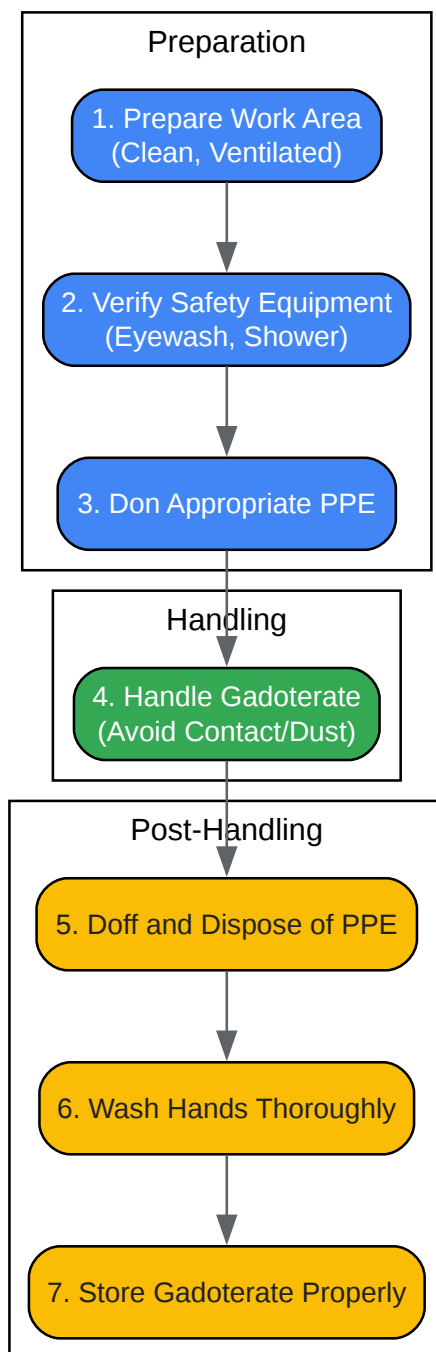 Preparation
1. Prepare Work Area
(Clean, Ventilated)
2. Verify Safety Equipment
(Eyewash, Shower)
3. Don Appropriate PPE
Handling
4. Handle Gadoterate
(Avoid Contact/Dust)
Post-Handling
5. Doff and Dispose of PPE
6. Wash Hands Thoroughly
7. Store Gadoterate Properly